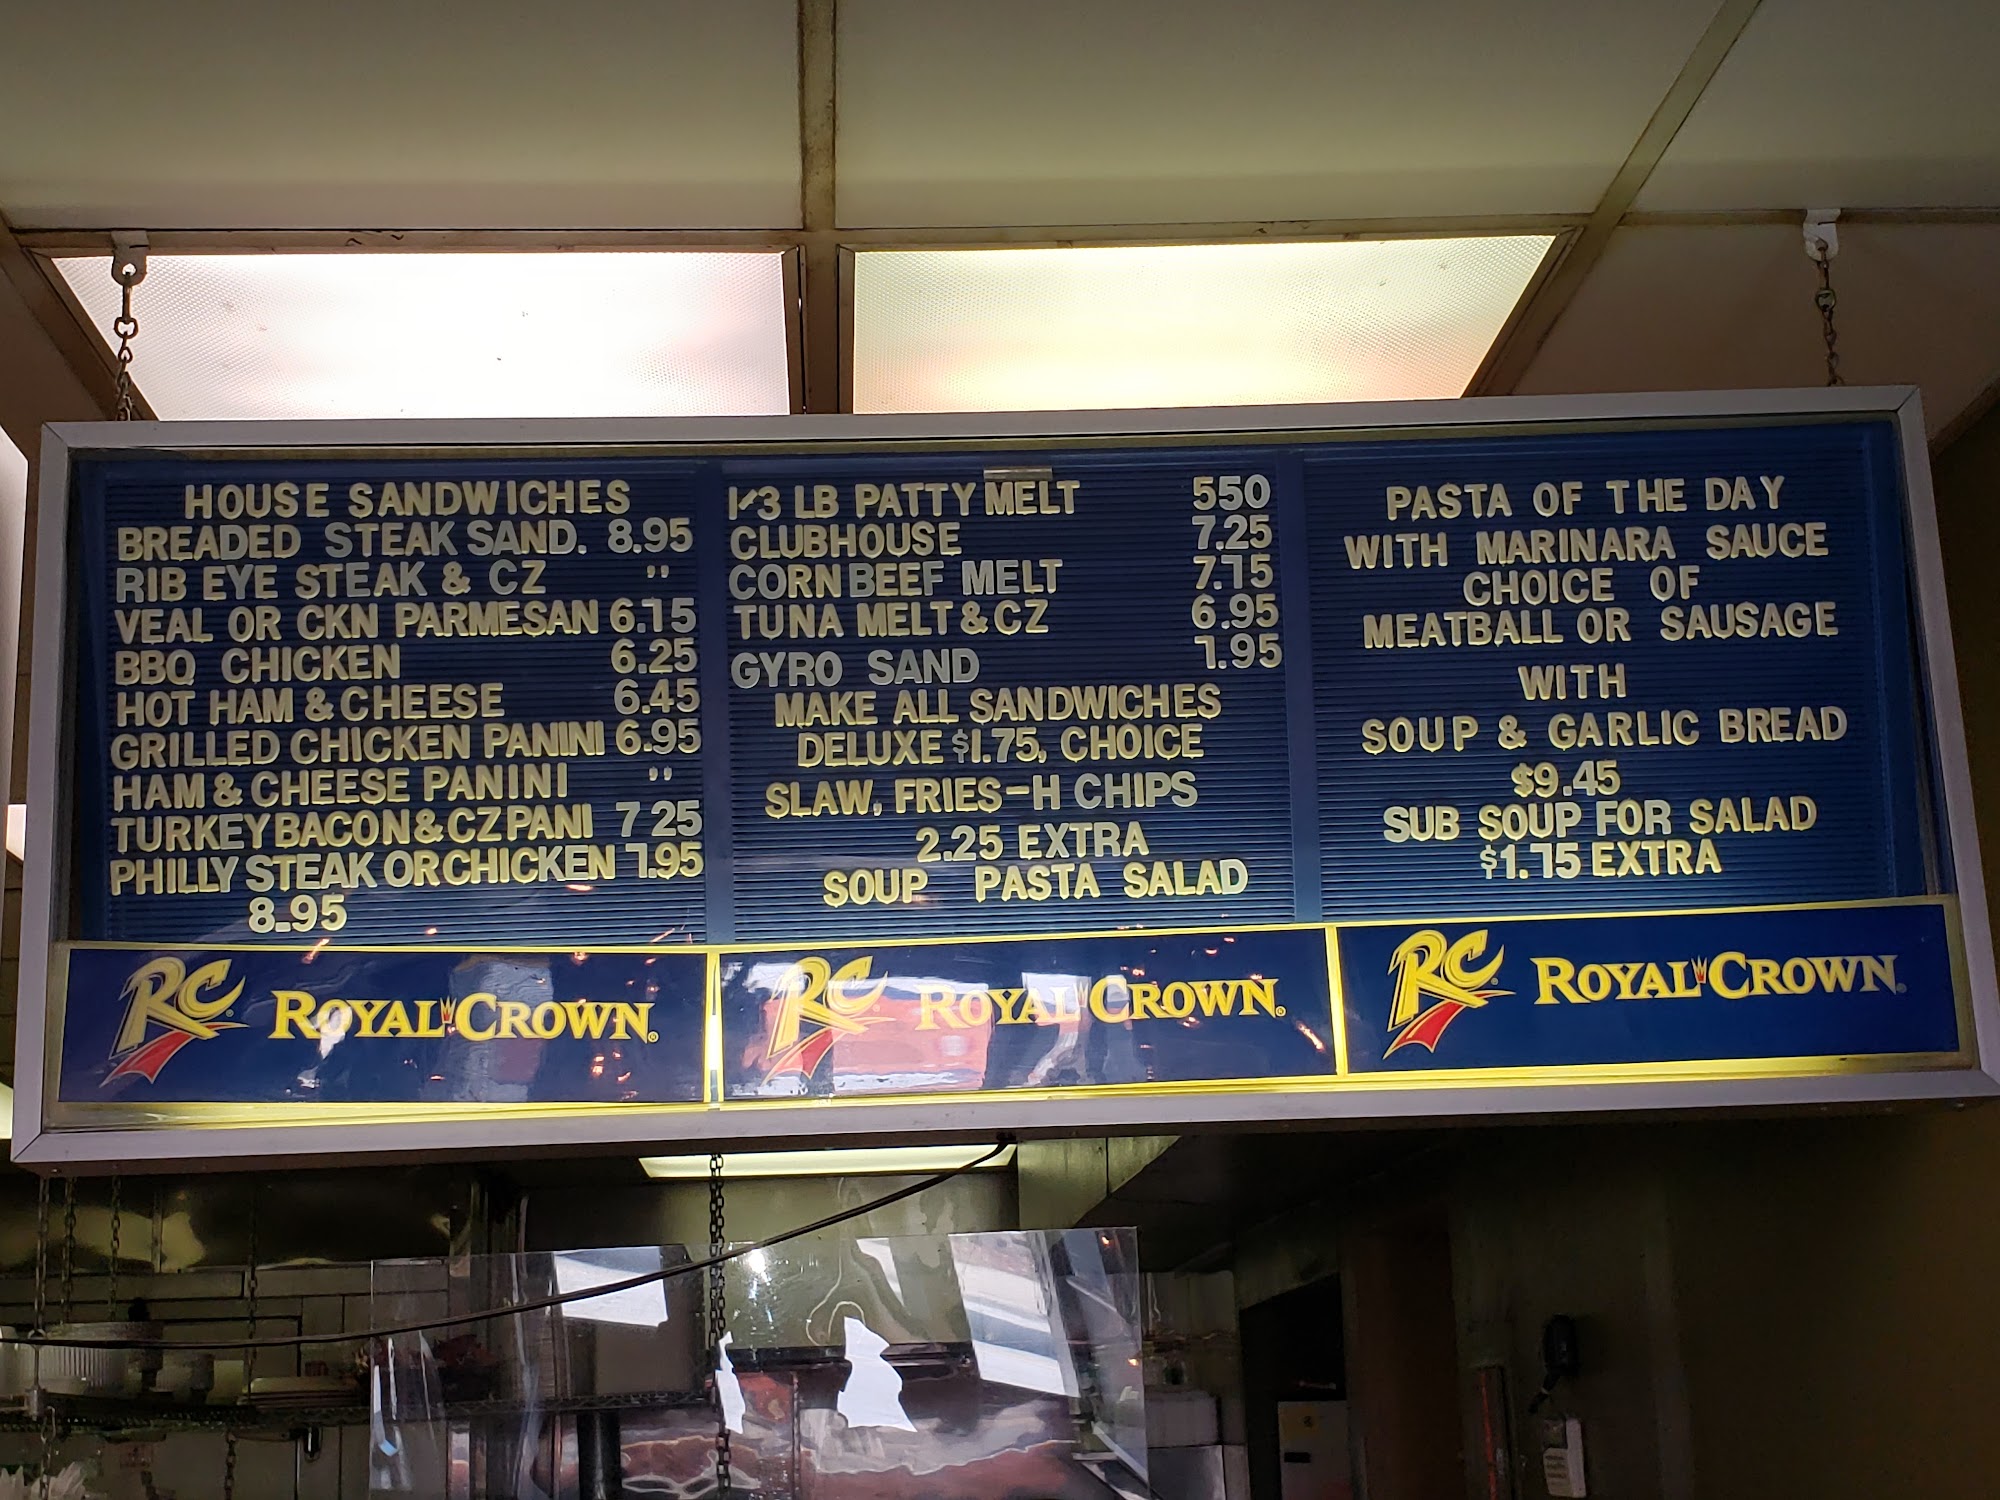 HOUSE SANDWICHES
BREADED STEAK SAND. 8.95
RIB EYE STEAK & CZ "
VEAL OR CKN PARMESAN 6.75
BBQ CHICKEN 6.25
HOT HAM & CHEESE 6.45
GRILLED CHICKEN PANINI 6.95
HAM & CHEESE PANINI "
TURKEY BACON & CZ PANI 7 25
PHILLY STEAK OR CHICKEN 7.95
8.95
1/3 LB PATTY MELT 550
CLUBHOUSE 7.25
CORN BEEF MELT 7.75
TUNA MELT & CZ 6.95
GYRO SAND 7.95
MAKE ALL SANDWICHES
DELUXE $1.75, CHOICE
SLAW, FRIES-H CHIPS
2.25 EXTRA
SOUP PASTA SALAD
PASTA OF THE DAY
WITH MARINARA SAUCE
CHOICE OF
MEATBALL OR SAUSAGE
WITH
SOUP & GARLIC BREAD
$9.45
SUB SOUP FOR SALAD
$1.75 EXTRA
RC ROYAL CROWN®
RC ROYAL CROWN®
RC ROYAL CROWN®